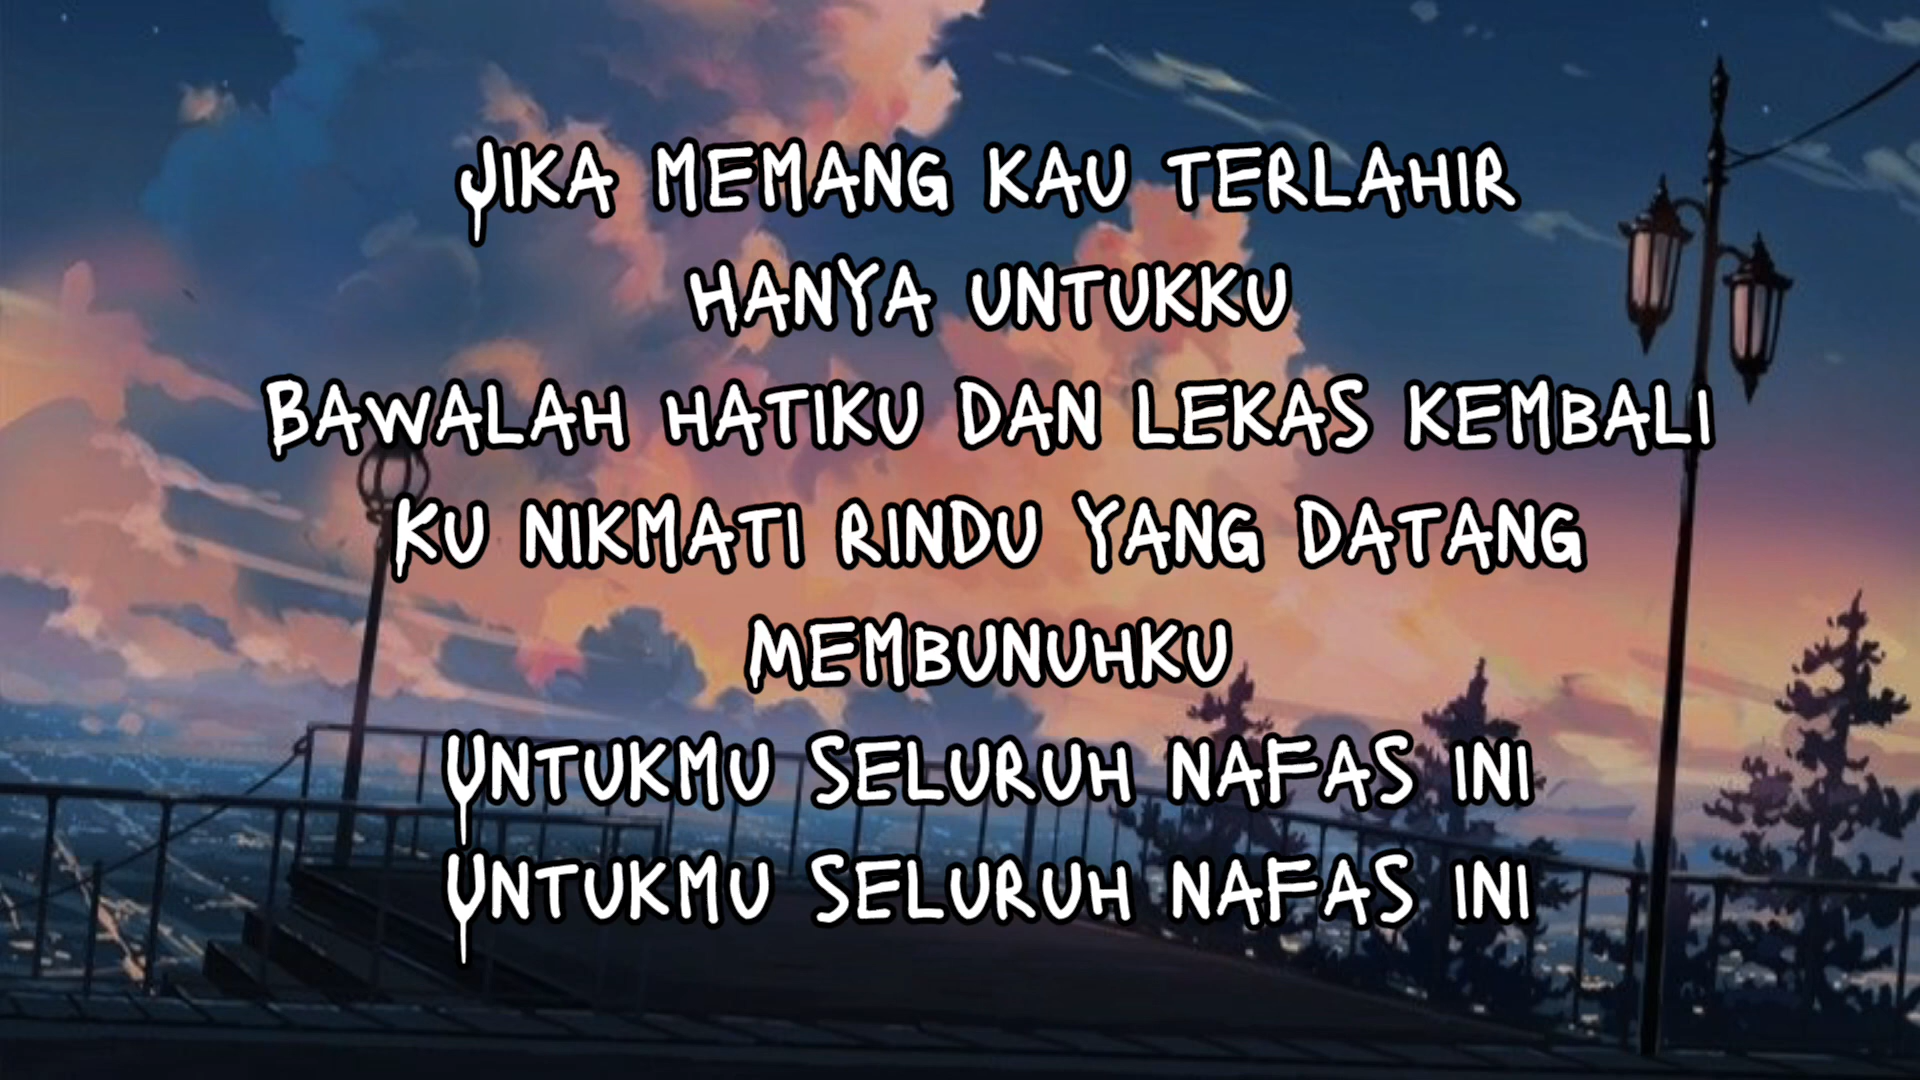 JIKA MEMANG KAU TERLAHIR
HANYA UNTUKKU
BAWALAH HATIKU DAN LEKAS KEMBALI
KU NIKMATI RINDU YANG DATANG
MEMBUNUHKU
UNTUKMU SELURUH NAFAS INI
UNTUKMU SELURUH NAFAS INI